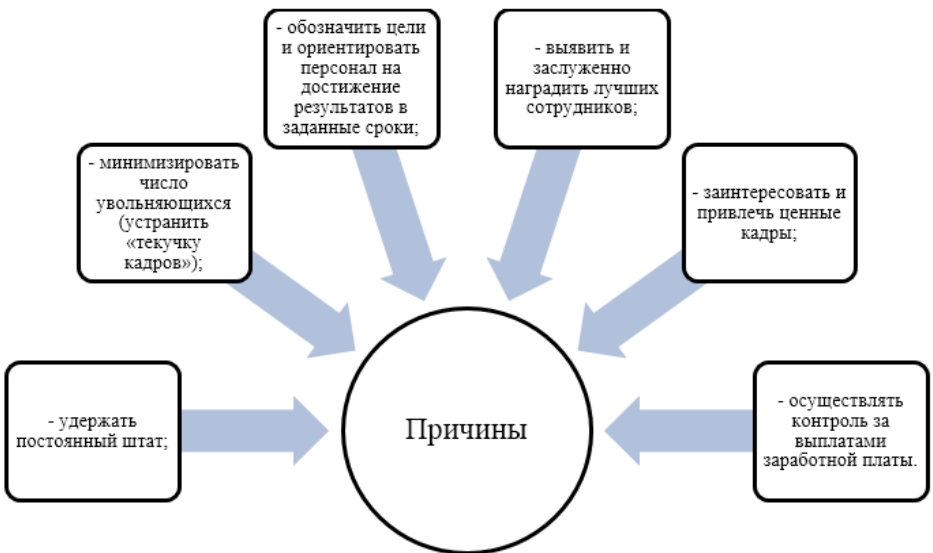 - удержать
постоянный штат;
- минимизировать
число
увольняющихся
(устранить
«текучку
кадров»);
- обозначить цели
и ориентировать
персонал на
достижение
результатов в
заданные сроки;
- выявить и
заслуженно
наградить лучших
сотрудников;
- заинтересовать и
привлечь ценные
кадры;
- осуществлять
контроль за
выплатами
заработной платы.
Причины